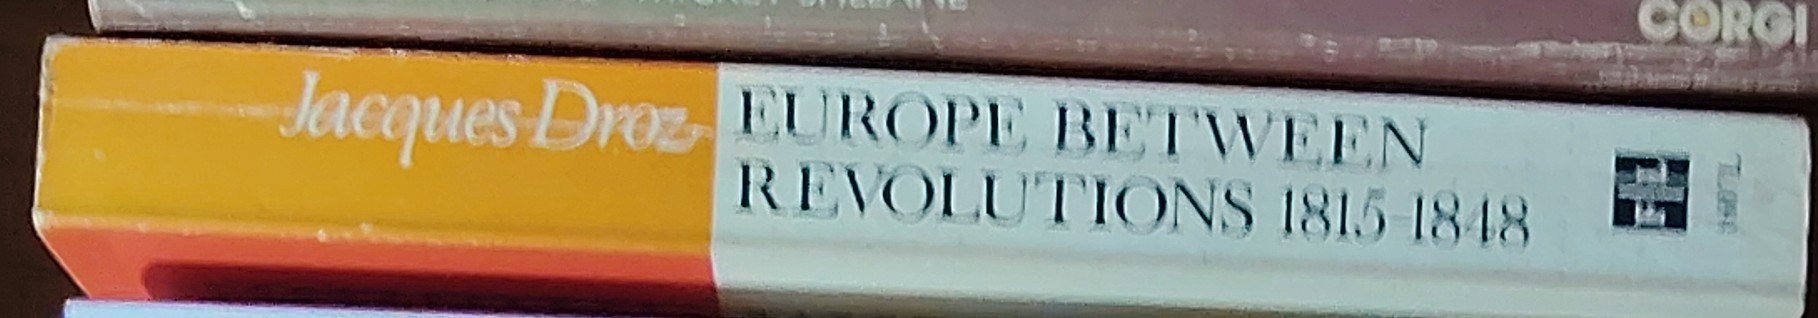 CORGI
Jacques Droz
EUROPE BETWEEN
REVOLUTIONS 1815-1848